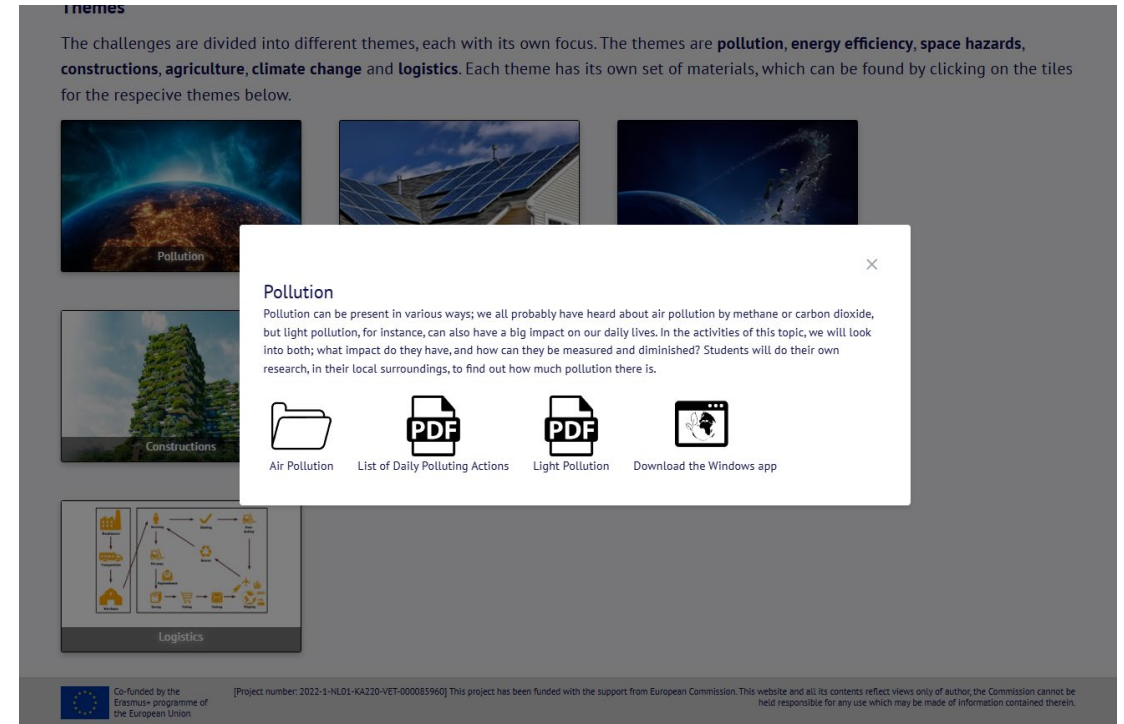 Themes
The challenges are divided into different themes, each with its own focus. The themes are pollution, energy efficiency, space hazards,
constructions, agriculture, climate change and logistics. Each theme has its own set of materials, which can be found by clicking on the tiles
for the respecive themes below.
Pollution
×
Pollution
Pollution can be present in various ways; we all probably have heard about air pollution by methane or carbon dioxide,
but light pollution, for instance, can also have a big impact on our daily lives. In the activities of this topic, we will look
into both; what impact do they have, and how can they be measured and diminished? Students will do their own
research, in their local surroundings, to find out how much pollution there is.
PDF
PDF
Air Pollution
List of Daily Polluting Actions
Light Pollution
Download the Windows app
Constructions
Logistics
Co-funded by the
Erasmus+ programme of
the European Union
[Project number: 2022-1-NL01-KA220-VET-000085960] This project has been funded with the support from European Commission. This website and all its contents reflect views only of author, the Commission cannot be
held responsible for any use which may be made of information contained therein.